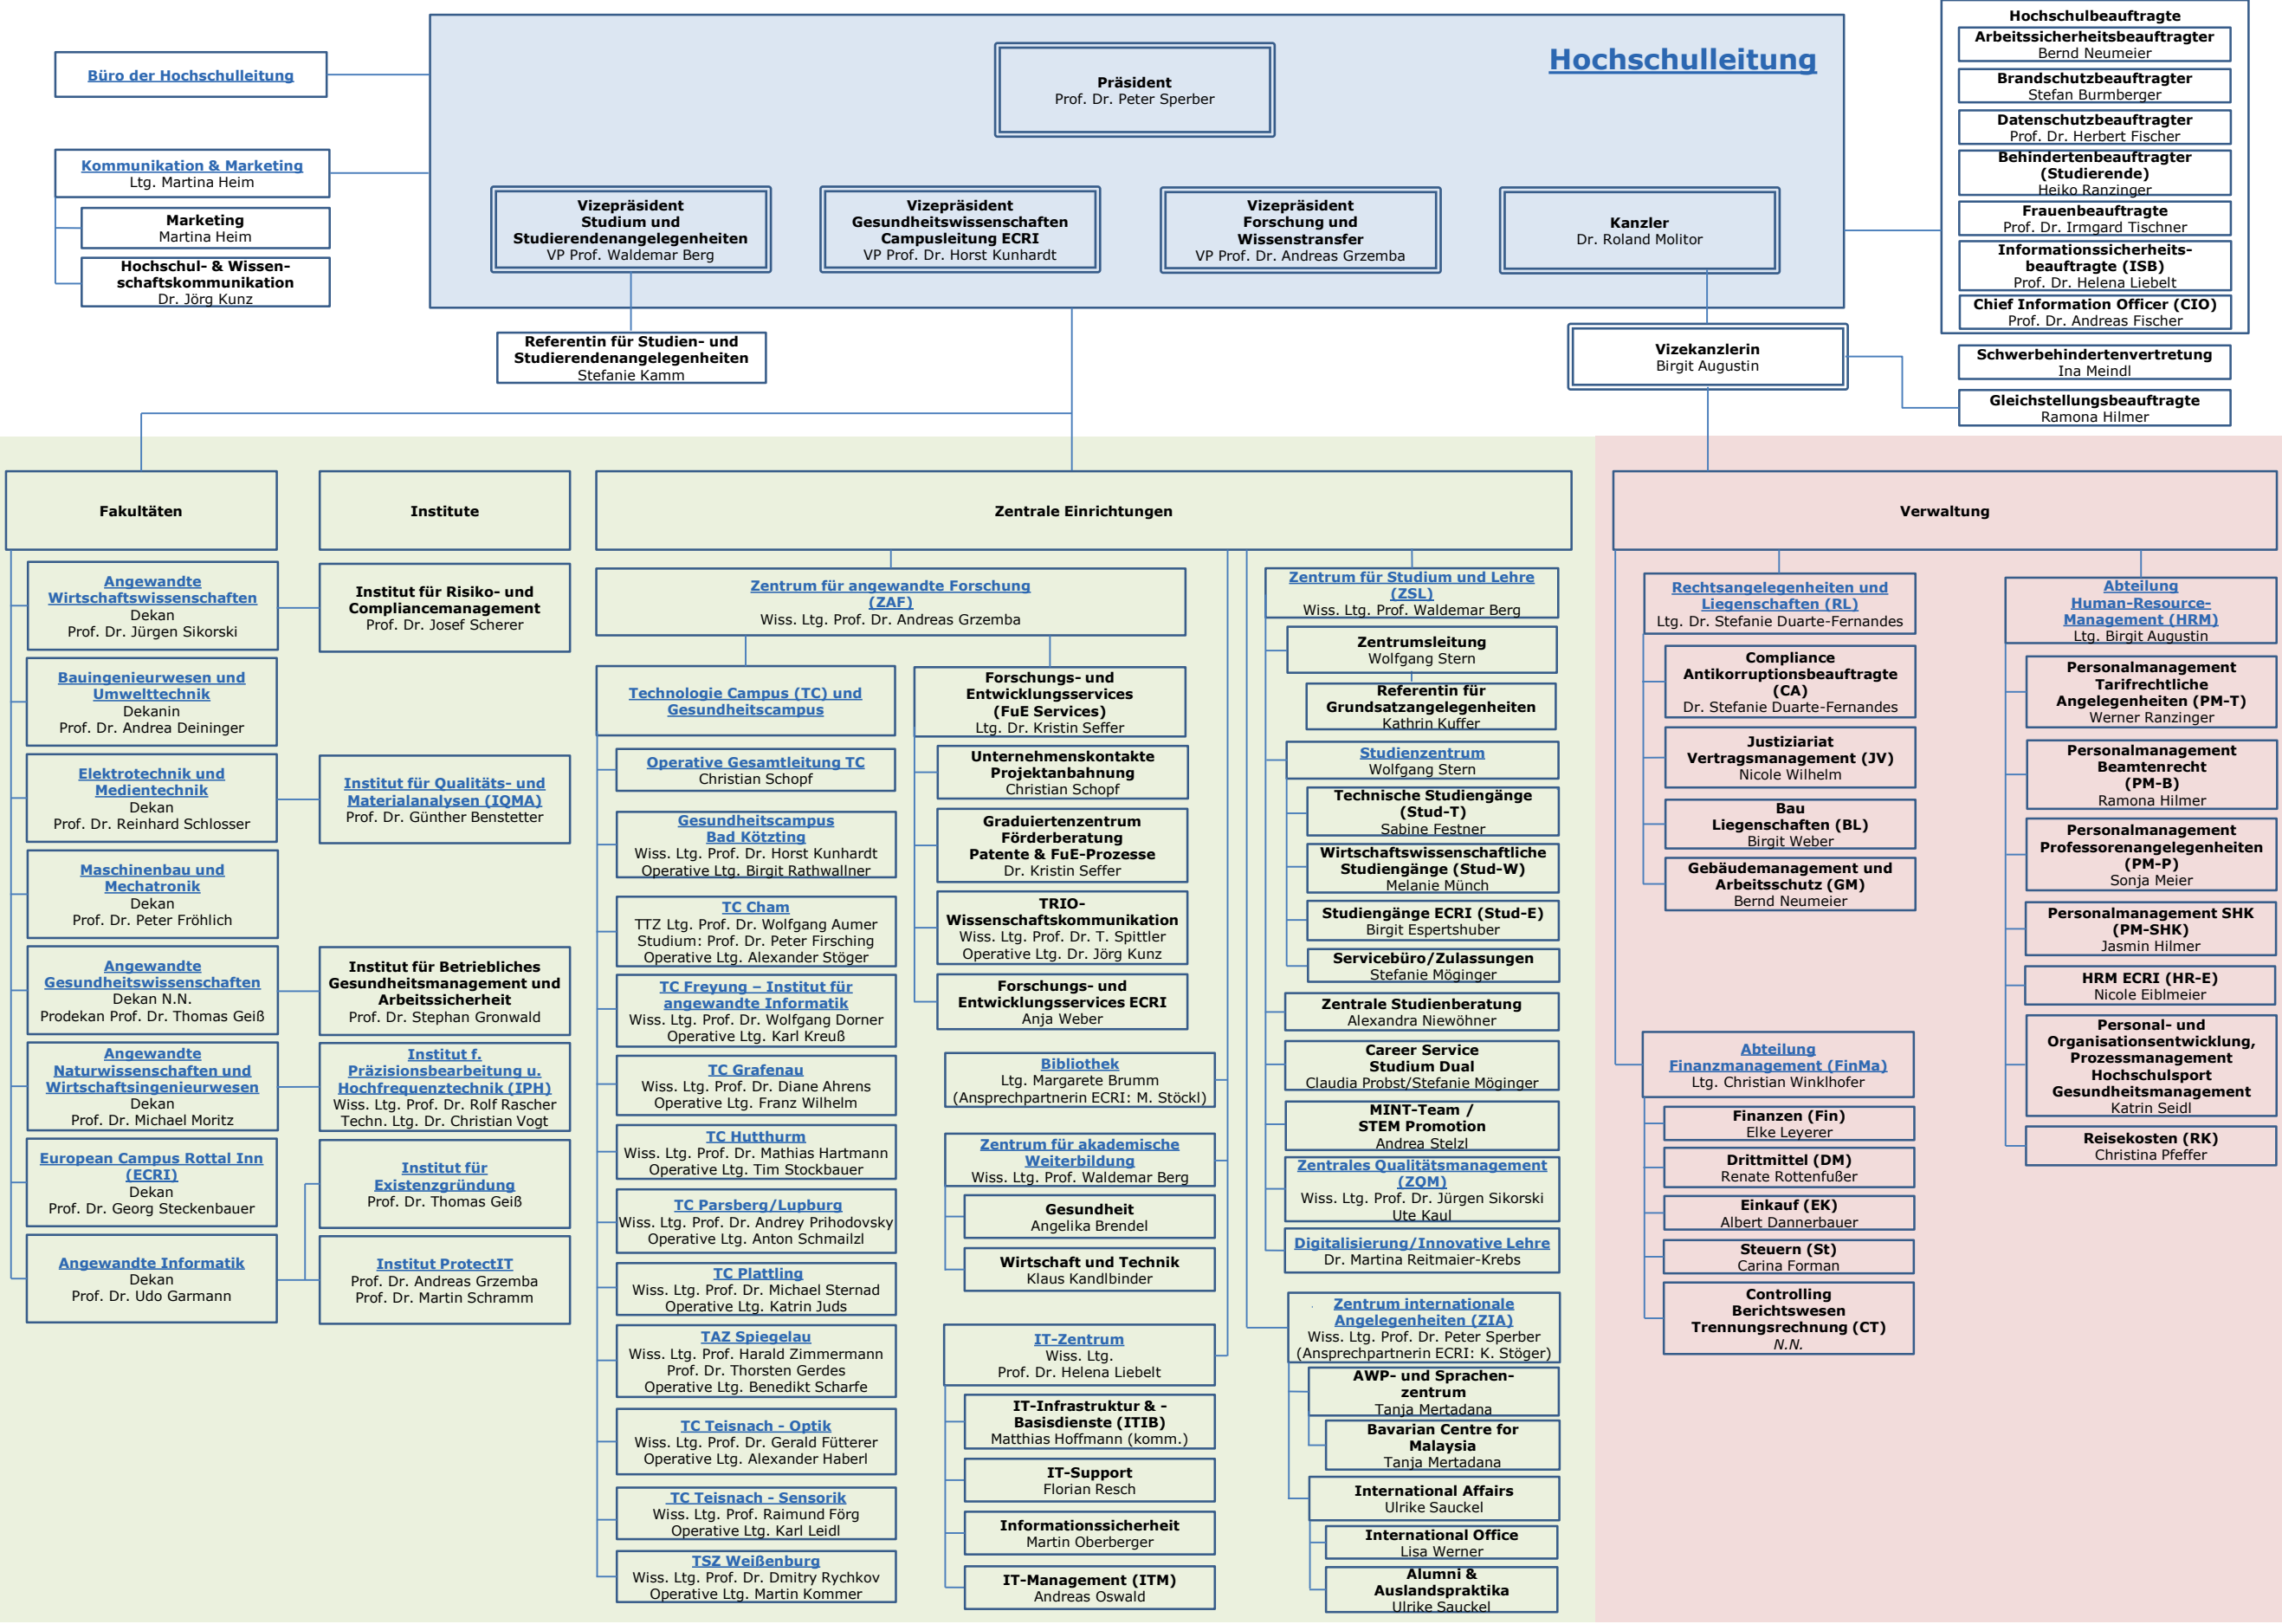 Büro der Hochschulleitung
Kommunikation & Marketing
Ltg. Martina Heim
Marketing
Martina Heim
Hochschul- & Wissen-
schaftskommunikation
Dr. Jörg Kunz
Hochschulleitung
Präsident
Prof. Dr. Peter Sperber
Vizepräsident
Studium und
Studierendenangelegenheiten
VP Prof. Waldemar Berg
Vizepräsident
Gesundheitswissenschaften
Campusleitung ECRI
VP Prof. Dr. Horst Kunhardt
Vizepräsident
Forschung und
Wissenstransfer
VP Prof. Dr. Andreas Grzemba
Kanzler
Dr. Roland Molitor
Referentin für Studien- und
Studierendenangelegenheiten
Stefanie Kamm
Vizekanzlerin
Birgit Augustin
Hochschulbeauftragte
Arbeitssicherheitsbeauftragter
Bernd Neumeier
Brandschutzbeauftragter
Stefan Burmberger
Datenschutzbeauftragter
Prof. Dr. Herbert Fischer
Behindertenbeauftragter
(Studierende)
Heiko Ranzinger
Frauenbeauftragte
Prof. Dr. Irmgard Tischner
Informationssicherheits-
beauftragte (ISB)
Prof. Dr. Helena Liebelt
Chief Information Officer (CIO)
Prof. Dr. Andreas Fischer
Schwerbehindertenvertretung
Ina Meindl
Gleichstellungsbeauftragte
Ramona Hilmer
Fakultäten
Angewandte
Wirtschaftswissenschaften
Dekan
Prof. Dr. Jürgen Sikorski
Bauingenieurwesen und
Umwelttechnik
Dekanin
Prof. Dr. Andrea Deininger
Elektrotechnik und
Medientechnik
Dekan
Prof. Dr. Reinhard Schlosser
Maschinenbau und
Mechatronik
Dekan
Prof. Dr. Peter Fröhlich
Angewandte
Gesundheitswissenschaften
Dekan N.N.
Prodekan Prof. Dr. Thomas Geiß
Angewandte
Naturwissenschaften und
Wirtschaftsingenieurwesen
Dekan
Prof. Dr. Michael Moritz
European Campus Rottal Inn
(ECRI)
Dekan
Prof. Dr. Georg Steckenbauer
Angewandte Informatik
Dekan
Prof. Dr. Udo Garmann
Institute
Institut für Risiko- und
Compliancemanagement
Prof. Dr. Josef Scherer
Institut für Qualitäts- und
Materialanalysen (IQMA)
Prof. Dr. Günther Benstetter
Institut für Betriebliches
Gesundheitsmanagement und
Arbeitssicherheit
Prof. Dr. Stephan Gronwald
Institut f.
Präzisionsbearbeitung u.
Hochfrequenztechnik (IPH)
Wiss. Ltg. Prof. Dr. Rolf Rascher
Techn. Ltg. Dr. Christian Vogt
Institut für
Existenzgründung
Prof. Dr. Thomas Geiß
Institut ProtectIT
Prof. Dr. Andreas Grzemba
Prof. Dr. Martin Schramm
Zentrale Einrichtungen
Zentrum für angewandte Forschung
(ZAF)
Wiss. Ltg. Prof. Dr. Andreas Grzemba
Technologie Campus (TC) und
Gesundheitscampus
Operative Gesamtleitung TC
Christian Schopf
Gesundheitscampus
Bad Kötzting
Wiss. Ltg. Prof. Dr. Horst Kunhardt
Operative Ltg. Birgit Rathwallner
TC Cham
TTZ Ltg. Prof. Dr. Wolfgang Aumer
Studium: Prof. Dr. Peter Firsching
Operative Ltg. Alexander Stöger
TC Freyung – Institut für
angewandte Informatik
Wiss. Ltg. Prof. Dr. Wolfgang Dorner
Operative Ltg. Karl Kreuß
TC Grafenau
Wiss. Ltg. Prof. Dr. Diane Ahrens
Operative Ltg. Franz Wilhelm
TC Hutthurm
Wiss. Ltg. Prof. Dr. Mathias Hartmann
Operative Ltg. Tim Stockbauer
TC Parsberg/Lupburg
Wiss. Ltg. Prof. Dr. Andrey Prihodovsky
Operative Ltg. Anton Schmailzl
TC Plattling
Wiss. Ltg. Prof. Dr. Michael Sternad
Operative Ltg. Katrin Juds
TAZ Spiegelau
Wiss. Ltg. Prof. Harald Zimmermann
Prof. Dr. Thorsten Gerdes
Operative Ltg. Benedikt Scharfe
TC Teisnach - Optik
Wiss. Ltg. Prof. Dr. Gerald Fütterer
Operative Ltg. Alexander Haberl
TC Teisnach – Sensorik
Wiss. Ltg. Prof. Raimund Förg
Operative Ltg. Karl Leidl
TSZ Weißenburg
Wiss. Ltg. Prof. Dr. Dmitry Rychkov
Operative Ltg. Martin Kommer
Forschungs- und
Entwicklungsservices
(FuE Services)
Ltg. Dr. Kristin Seffer
Unternehmenskontakte
Projektanbahnung
Christian Schopf
Graduiertenzentrum
Förderberatung
Patente & FuE-Prozesse
Dr. Kristin Seffer
TRIO-
Wissenschaftskommunikation
Wiss. Ltg. Prof. Dr. T. Spittler
Operative Ltg. Dr. Jörg Kunz
Forschungs- und
Entwicklungsservices ECRI
Anja Weber
Bibliothek
Ltg. Margarete Brumm
(Ansprechpartnerin ECRI: M. Stöckl)
Zentrum für akademische
Weiterbildung
Wiss. Ltg. Prof. Waldemar Berg
Gesundheit
Angelika Brendel
Wirtschaft und Technik
Klaus Kandlbinder
IT-Zentrum
Wiss. Ltg.
Prof. Dr. Helena Liebelt
IT-Infrastruktur & -
Basisdienste (ITIB)
Matthias Hoffmann (komm.)
IT-Support
Florian Resch
Informationssicherheit
Martin Oberberger
IT-Management (ITM)
Andreas Oswald
Zentrum für Studium und Lehre
(ZSL)
Wiss. Ltg. Prof. Waldemar Berg
Zentrumsleitung
Wolfgang Stern
Referentin für
Grundsatzangelegenheiten
Kathrin Kuffer
Studienzentrum
Wolfgang Stern
Technische Studiengänge
(Stud-T)
Sabine Festner
Wirtschaftswissenschaftliche
Studiengänge (Stud-W)
Melanie Münch
Studiengänge ECRI (Stud-E)
Birgit Espertshuber
Servicebüro/Zulassungen
Stefanie Möginger
Zentrale Studienberatung
Alexandra Niewöhner
Career Service
Studium Dual
Claudia Probst/Stefanie Möginger
MINT-Team /
STEM Promotion
Andrea Stelzl
Zentrales Qualitätsmanagement
(ZQM)
Wiss. Ltg. Prof. Dr. Jürgen Sikorski
Ute Kaul
Digitalisierung/Innovative Lehre
Dr. Martina Reitmaier-Krebs
Zentrum internationale
Angelegenheiten (ZIA)
Wiss. Ltg. Prof. Dr. Peter Sperber
(Ansprechpartnerin ECRI: K. Stöger)
AWP- und Sprachen-
zentrum
Tanja Mertadana
Bavarian Centre for
Malaysia
Tanja Mertadana
International Affairs
Ulrike Sauckel
International Office
Lisa Werner
Alumni &
Auslandspraktika
Ulrike Sauckel
Verwaltung
Rechtsangelegenheiten und
Liegenschaften (RL)
Ltg. Dr. Stefanie Duarte-Fernandes
Compliance
Antikorruptionsbeauftragte
(CA)
Dr. Stefanie Duarte-Fernandes
Justiziariat
Vertragsmanagement (JV)
Nicole Wilhelm
Bau
Liegenschaften (BL)
Birgit Weber
Gebäudemanagement und
Arbeitsschutz (GM)
Bernd Neumeier
Abteilung
Finanzmanagement (FinMa)
Ltg. Christian Winklhofer
Finanzen (Fin)
Elke Leyerer
Drittmittel (DM)
Renate Rottenfußer
Einkauf (EK)
Albert Dannerbauer
Steuern (St)
Carina Forman
Controlling
Berichtswesen
Trennungsrechnung (CT)
N.N.
Abteilung
Human-Resource-
Management (HRM)
Ltg. Birgit Augustin
Personalmanagement
Tarifrechtliche
Angelegenheiten (PM-T)
Werner Ranzinger
Personalmanagement
Beamtenrecht
(PM-B)
Ramona Hilmer
Personalmanagement
Professorenangelegenheiten
(PM-P)
Sonja Meier
Personalmanagement SHK
(PM-SHK)
Jasmin Hilmer
HRM ECRI (HR-E)
Nicole Eiblmeier
Personal- und
Organisationsentwicklung,
Prozessmanagement
Hochschulsport
Gesundheitsmanagement
Katrin Seidl
Reisekosten (RK)
Christina Pfeffer